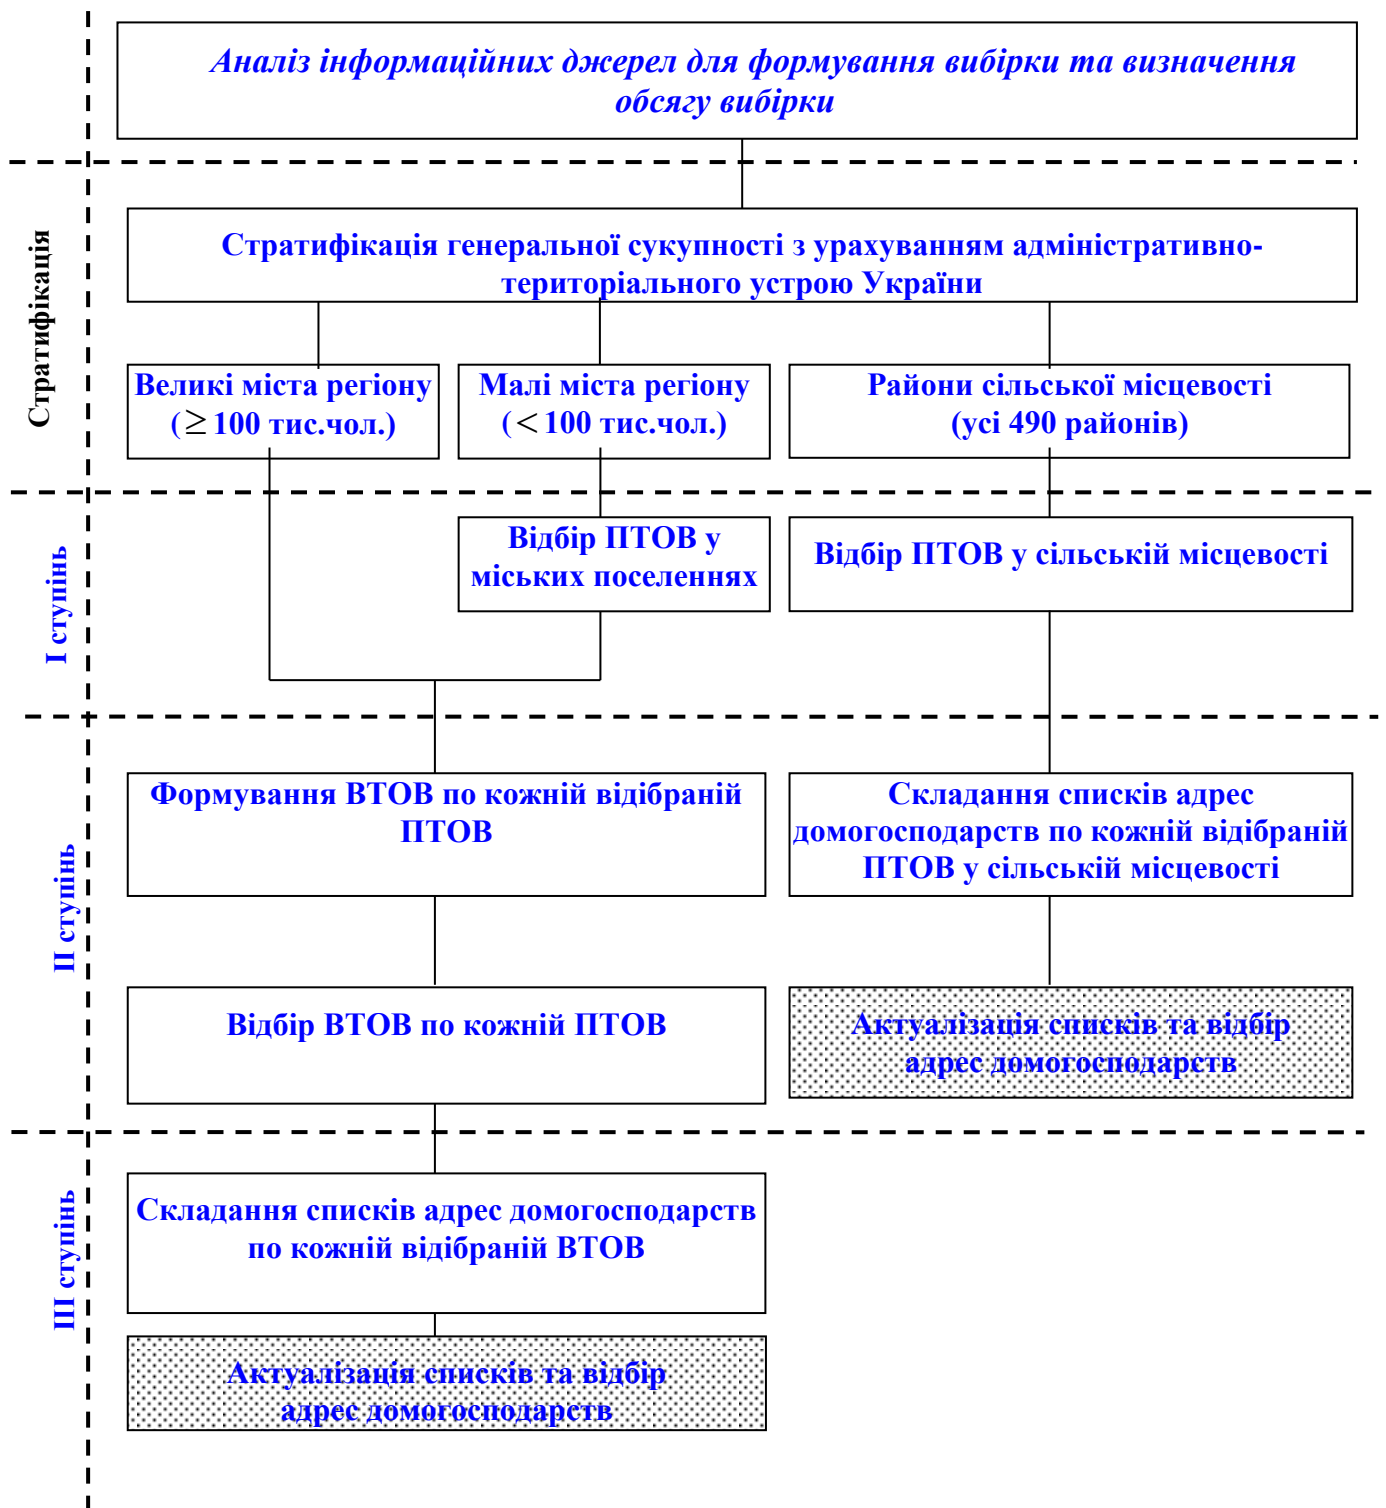 Аналіз інформаційних джерел для формування вибірки та визначення
обсягу вибірки
Стратифікація
Стратифікація генеральної сукупності з урахуванням адміністративно-
територіального устрою України
Великі міста регіону
(≥100 тис.чол.)
Малі міста регіону
(<100 тис.чол.)
Райони сільської місцевості
(усі 490 районів)
І ступінь
Відбір ПТОВ у
міських поселеннях
Відбір ПТОВ у сільській місцевості
ІІ ступінь
Формування ВТОВ по кожній відібраній
ПТОВ
Складання списків адрес
домогосподарств по кожній відібраній
ПТОВ у сільській місцевості
Відбір ВТОВ по кожній ПТОВ
Актуалізація списків та відбір
адрес домогосподарств
ІІІ ступінь
Складання списків адрес домогосподарств
по кожній відібраній ВТОВ
Актуалізація списків та відбір
адрес домогосподарств